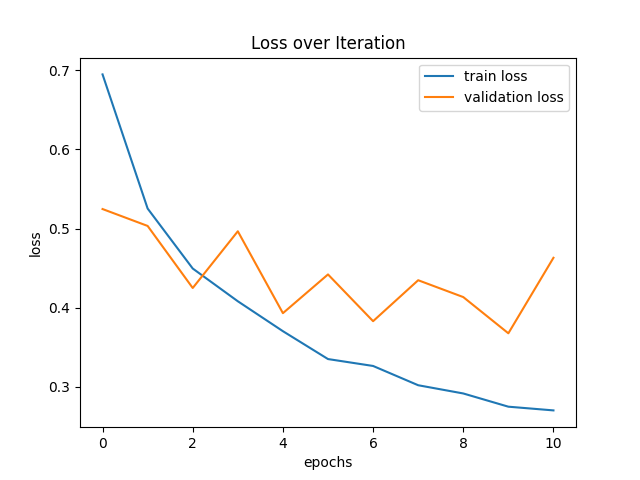 Loss over Iteration
train loss
validation loss
0.7
0.6
0.5
0.4
0.3
loss
0 2 4 6 8 10
epochs